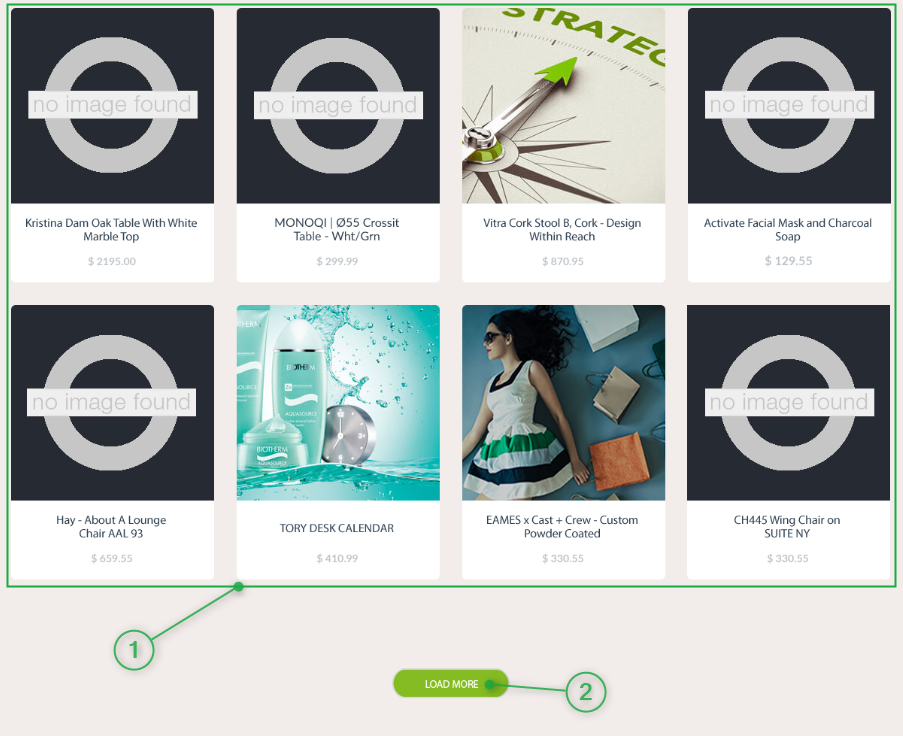 STRATEG
no image found
no image found
no image found
Kristina Dam Oak Table With White
Marble Top
$ 2195.00
MONOQI | Ø55 Crossit
Table - Wht/Grn
$ 299.99
Vitra Cork Stool B, Cork - Design
Within Reach
$ 870.95
Activate Facial Mask and Charcoal
Soap
$ 129.55
no image found
BIOTHERM
AQUASOURCE
BIOTHERM
AQUASOURCE
no image found
Hay - About A Lounge
Chair AAL 93
$ 659.55
TORY DESK CALENDAR
$ 410.99
EAMES x Cast + Crew - Custom
Powder Coated
$ 330.55
CH445 Wing Chair on
SUITE NY
$ 330.55
1
LOAD MORE
2